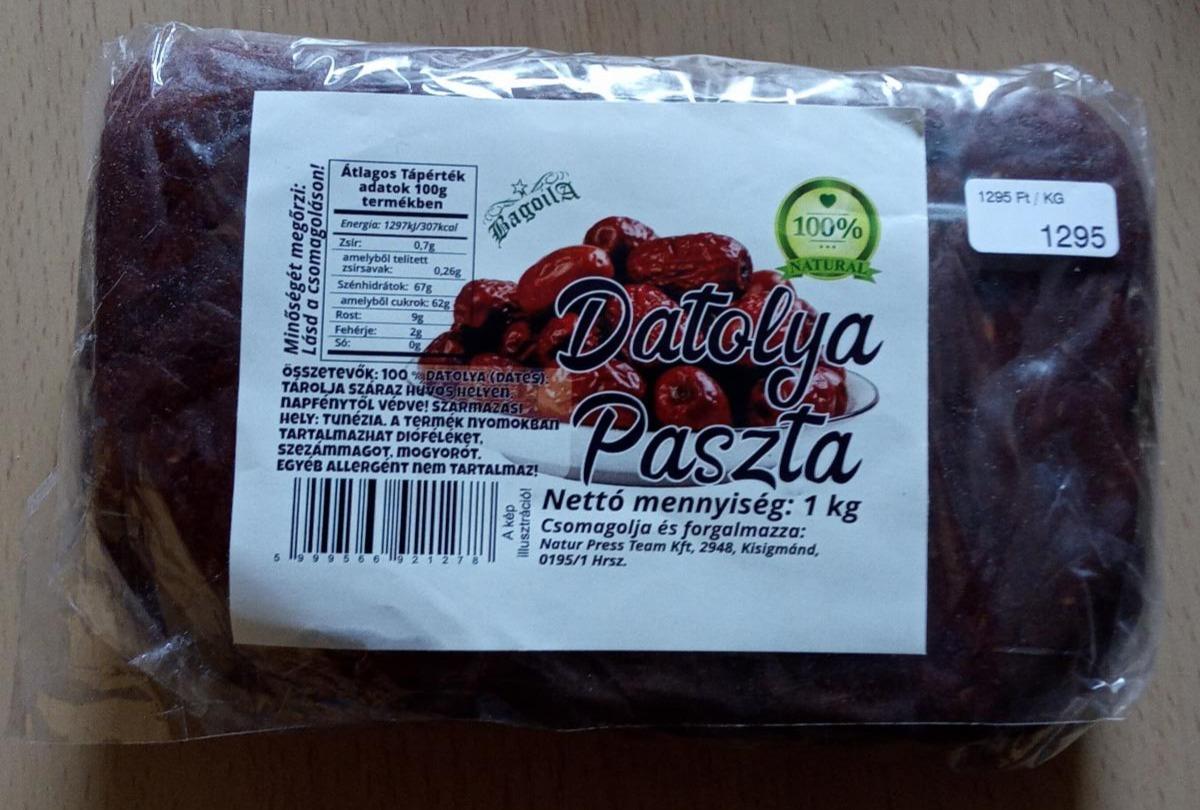 Minőségét megőrzi:
Lásd a csomagoláson!
Átlagos Tápérték
adatok 100g
termékben
Energia: 1297kJ/307kcal
Zsír: 0,7g
amelyből telített
zsírsavak: 0,26g
Szénhidrátok: 67g
amelyből cukrok: 62g
Rost: 9g
Fehérje: 2g
Só: 0g
BagoilA
100%
NATURAL
1295 Ft / KG
1295
Datolya
Paszta
ÖSSZETEVŐK: 100 % DATOLYA (DATES).
TÁROLJA SZÁRAZ HŰVÖS HELYEN,
NAPFÉNYTŐL VÉDVE! SZÁRMAZÁSI
HELY: TUNÉZIA. A TERMÉK NYOMOKBAN
TARTALMAZHAT DIÓFÉLÉKET,
SZEZÁMMAGOT, MOGYORÓT.
EGYÉB ALLERGÉNT NEM TARTALMAZ!
5 999566 921278
A kép
illusztráció!
Nettó mennyiség: 1 kg
Csomagolja és forgalmazza:
Natur Press Team Kft, 2948, Kisigmánd,
0195/1 Hrsz.